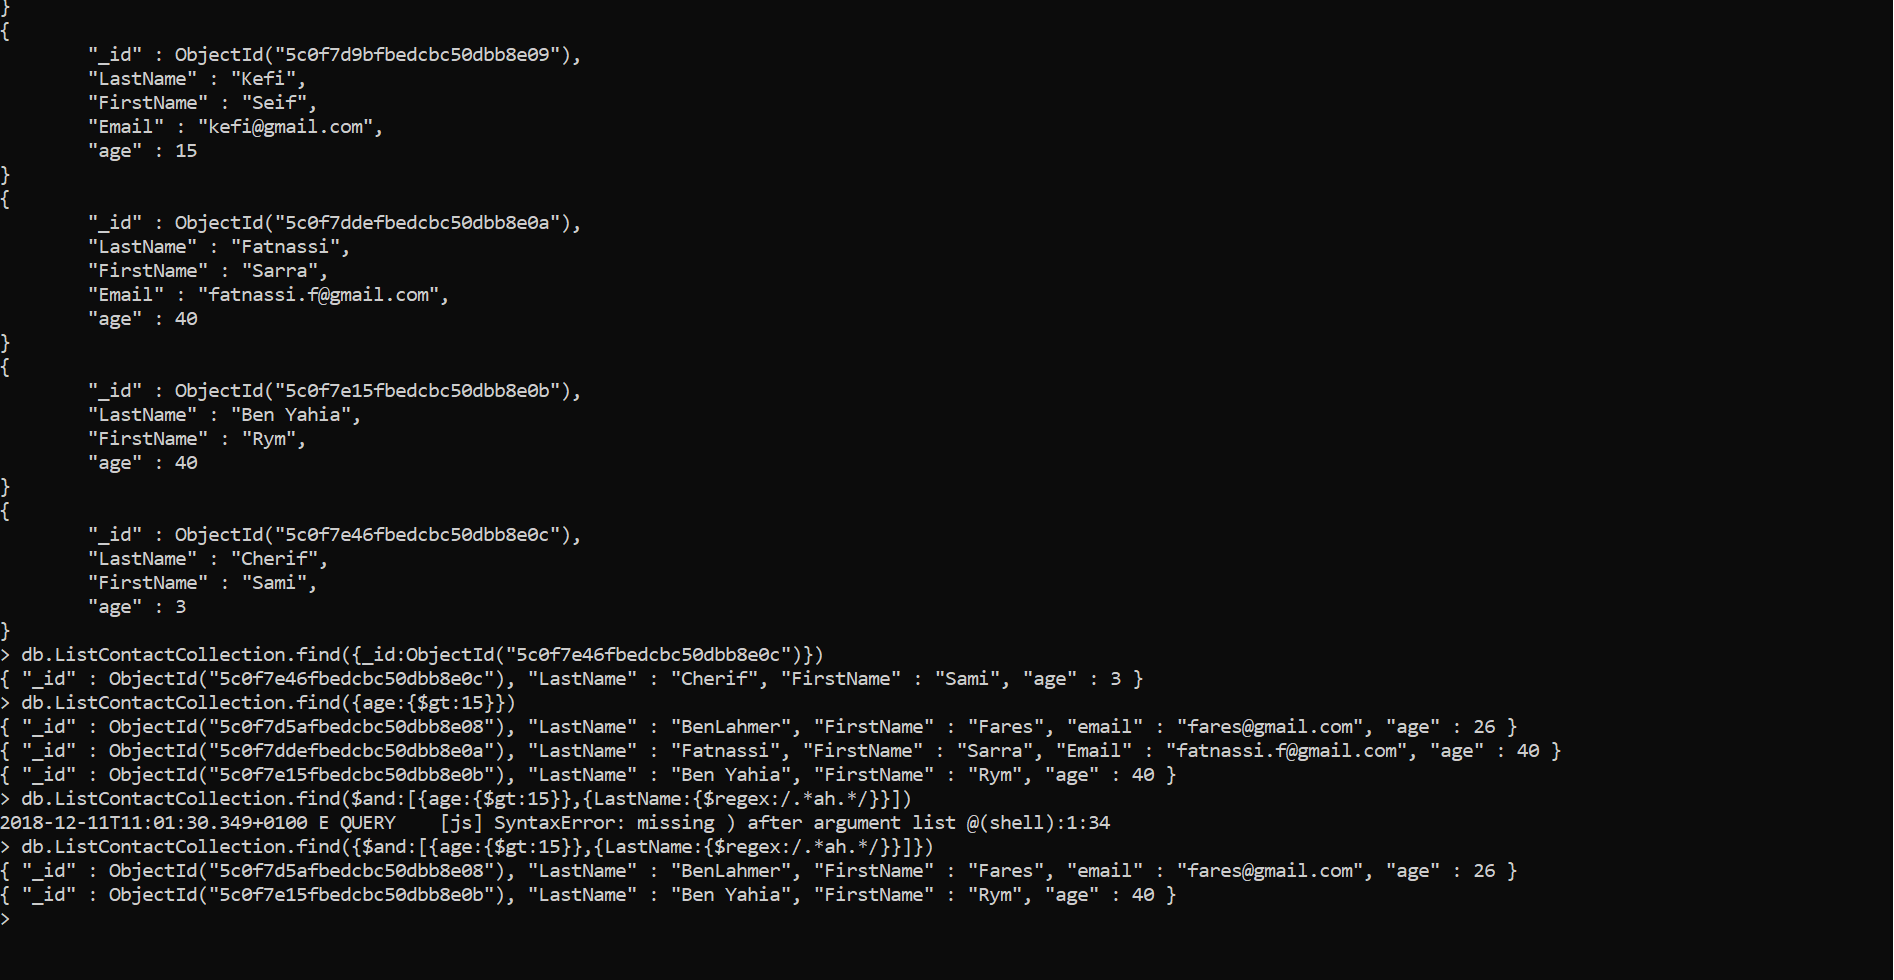 }
{
        "_id" : ObjectId("5c0f7d9bfbedcbc50dbb8e09"),
        "LastName" : "Kefi",
        "FirstName" : "Seif",
        "Email" : "kefi@gmail.com",
        "age" : 15
}
{
        "_id" : ObjectId("5c0f7ddefbedcbc50dbb8e0a"),
        "LastName" : "Fatnassi",
        "FirstName" : "Sarra",
        "Email" : "fatnassi.f@gmail.com",
        "age" : 40
}
{
        "_id" : ObjectId("5c0f7e15fbedcbc50dbb8e0b"),
        "LastName" : "Ben Yahia",
        "FirstName" : "Rym",
        "age" : 40
}
{
        "_id" : ObjectId("5c0f7e46fbedcbc50dbb8e0c"),
        "LastName" : "Cherif",
        "FirstName" : "Sami",
        "age" : 3
}
> db.ListContactCollection.find({_id:ObjectId("5c0f7e46fbedcbc50dbb8e0c")})
{ "_id" : ObjectId("5c0f7e46fbedcbc50dbb8e0c"), "LastName" : "Cherif", "FirstName" : "Sami", "age" : 3 }
> db.ListContactCollection.find({age:{$gt:15}})
{ "_id" : ObjectId("5c0f7d5afbedcbc50dbb8e08"), "LastName" : "BenLahmer", "FirstName" : "Fares", "email" : "fares@gmail.com", "age" : 26 }
{ "_id" : ObjectId("5c0f7ddefbedcbc50dbb8e0a"), "LastName" : "Fatnassi", "FirstName" : "Sarra", "Email" : "fatnassi.f@gmail.com", "age" : 40 }
{ "_id" : ObjectId("5c0f7e15fbedcbc50dbb8e0b"), "LastName" : "Ben Yahia", "FirstName" : "Rym", "age" : 40 }
> db.ListContactCollection.find($and:[{age:{$gt:15}},{LastName:{$regex:/.*ah.*/}}])
2018-12-11T11:01:30.349+0100 E QUERY    [js] SyntaxError: missing ) after argument list @(shell):1:34
> db.ListContactCollection.find({$and:[{age:{$gt:15}},{LastName:{$regex:/.*ah.*/}}]})
{ "_id" : ObjectId("5c0f7d5afbedcbc50dbb8e08"), "LastName" : "BenLahmer", "FirstName" : "Fares", "email" : "fares@gmail.com", "age" : 26 }
{ "_id" : ObjectId("5c0f7e15fbedcbc50dbb8e0b"), "LastName" : "Ben Yahia", "FirstName" : "Rym", "age" : 40 }
>